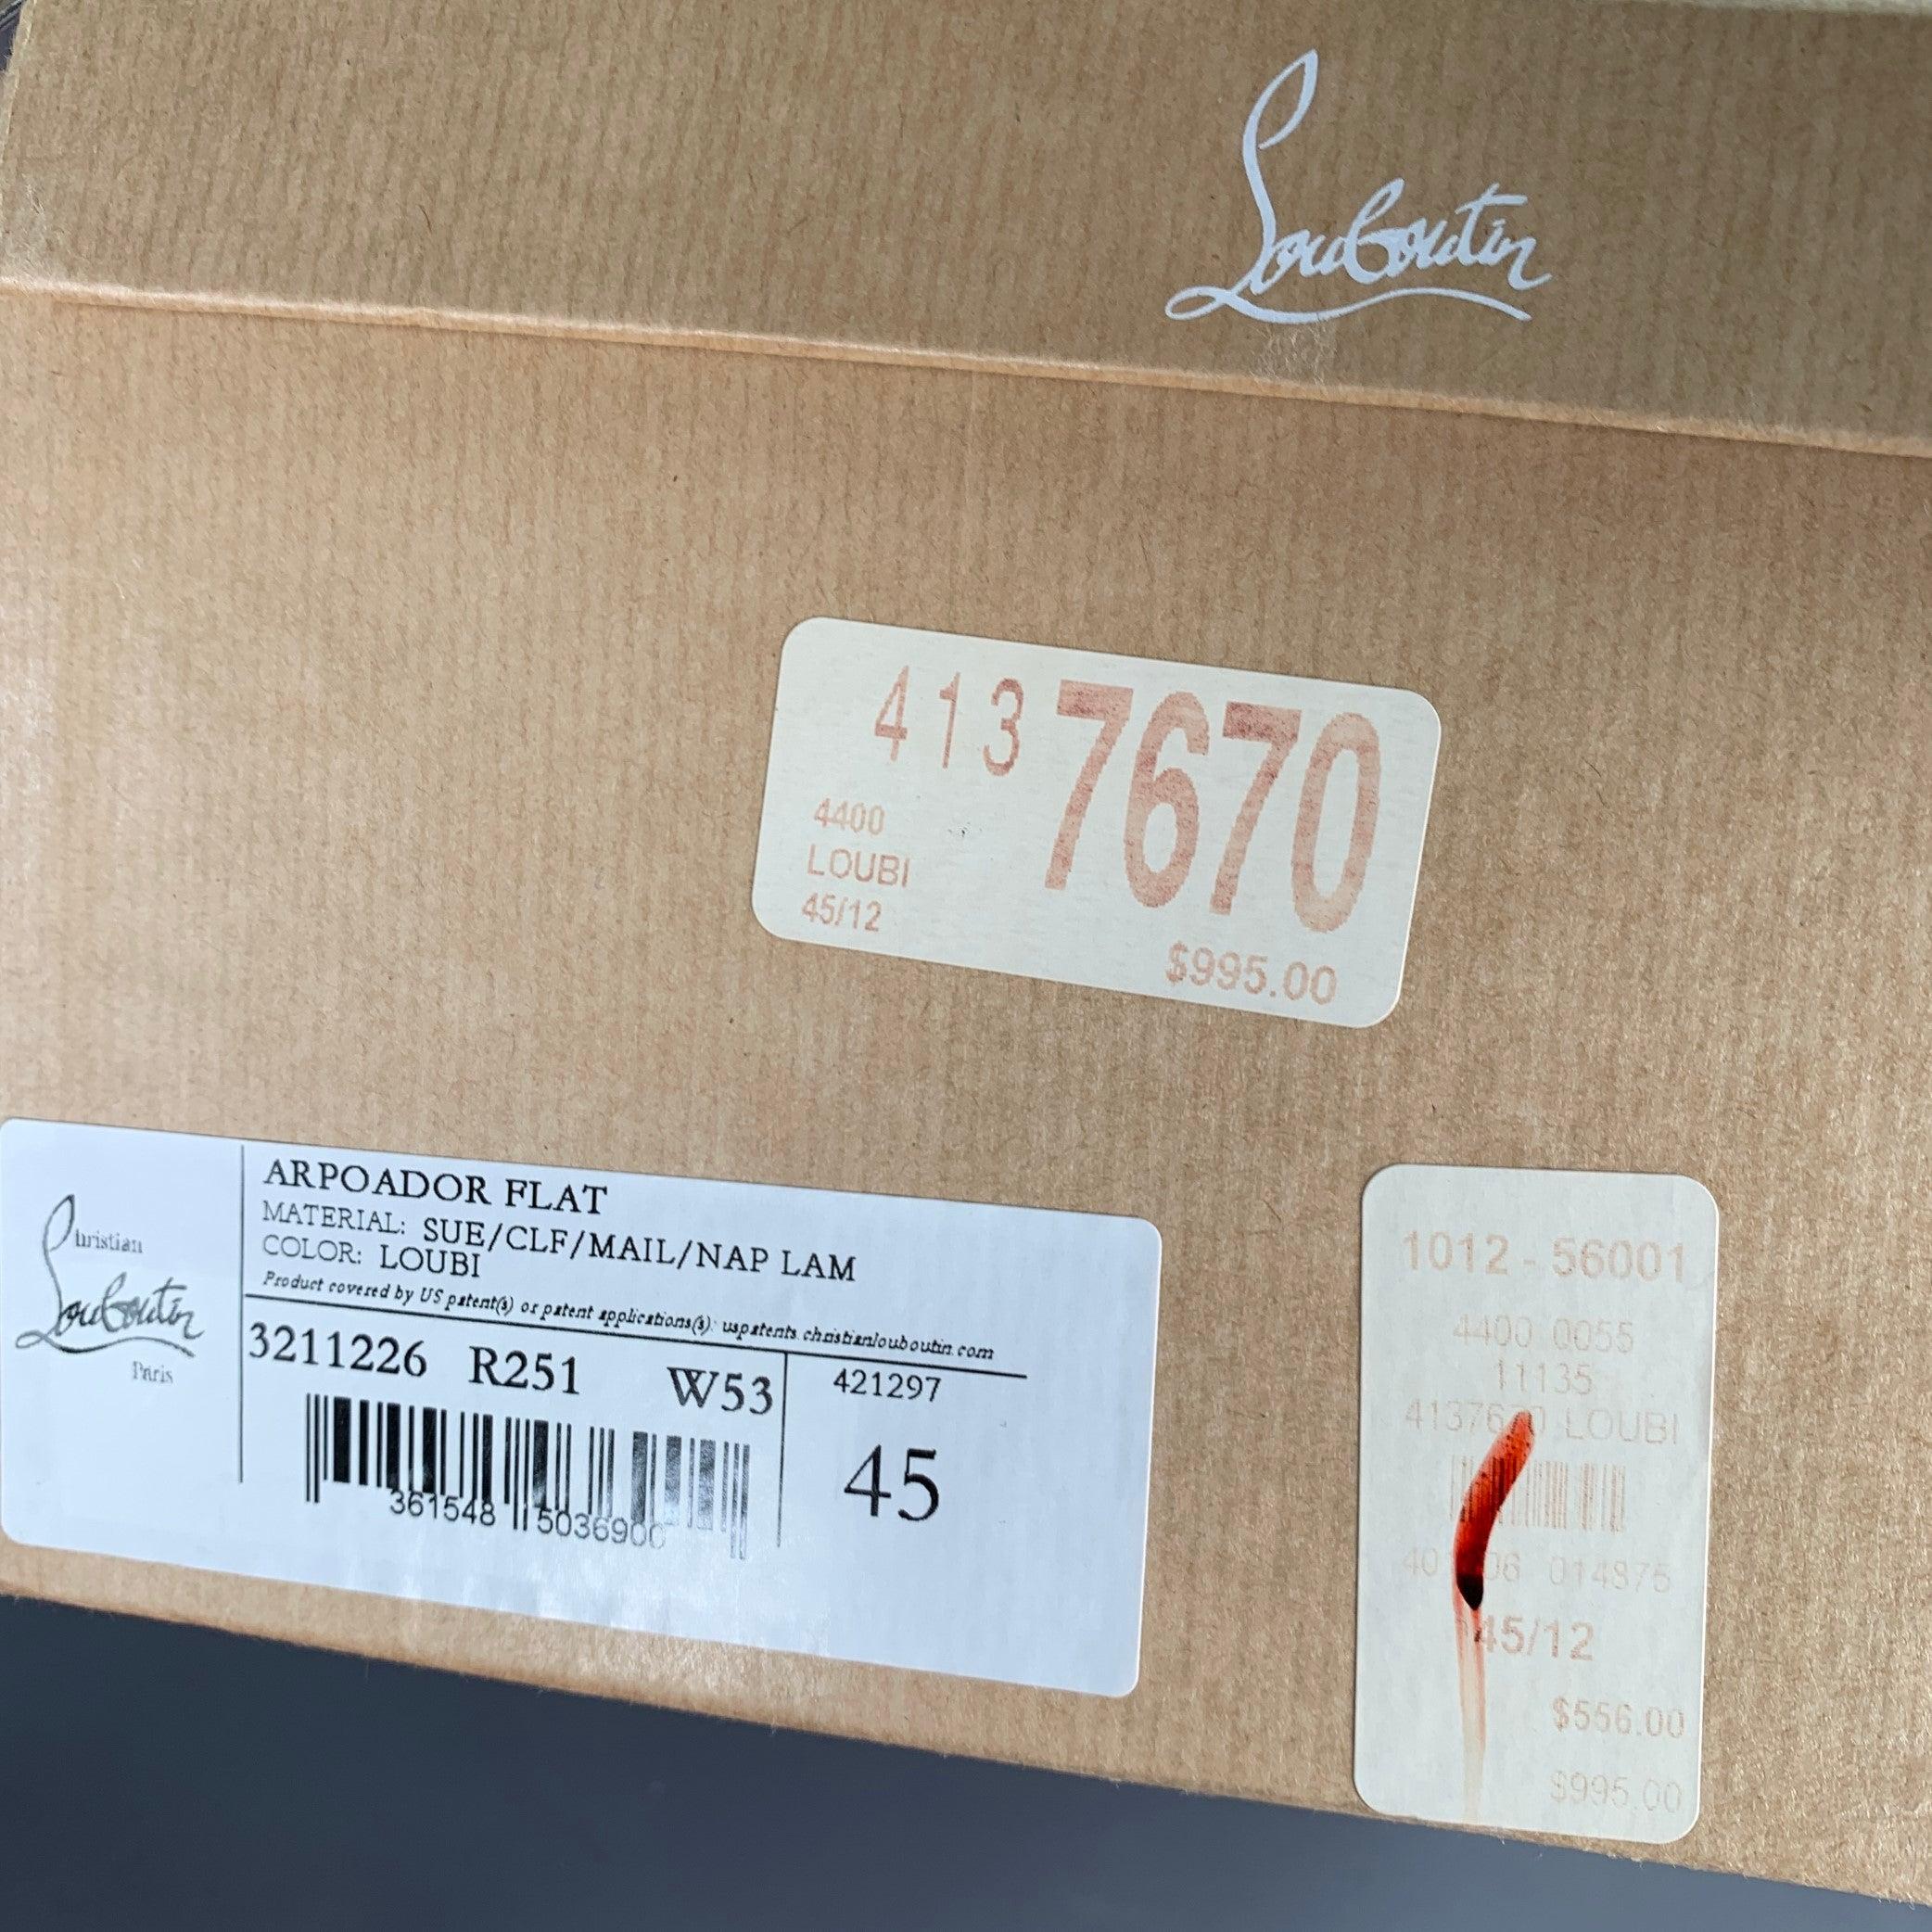 Louboutin
413 7670
4400
LOUBI
45/12
$995.00
Christian
Louboutin
Paris
ARPOADOR FLAT
MATERIAL: SUE/CLF/MAIL/NAP LAM
COLOR: LOUBI
Product covered by US patent(s) or patent applications(s): uspatents.christianlouboutin.com
3211226 R251 W53
421297
361548
45
1012-56001
4400 0055
11135
LOUBI
014875
45/12
$556.00
$995.00